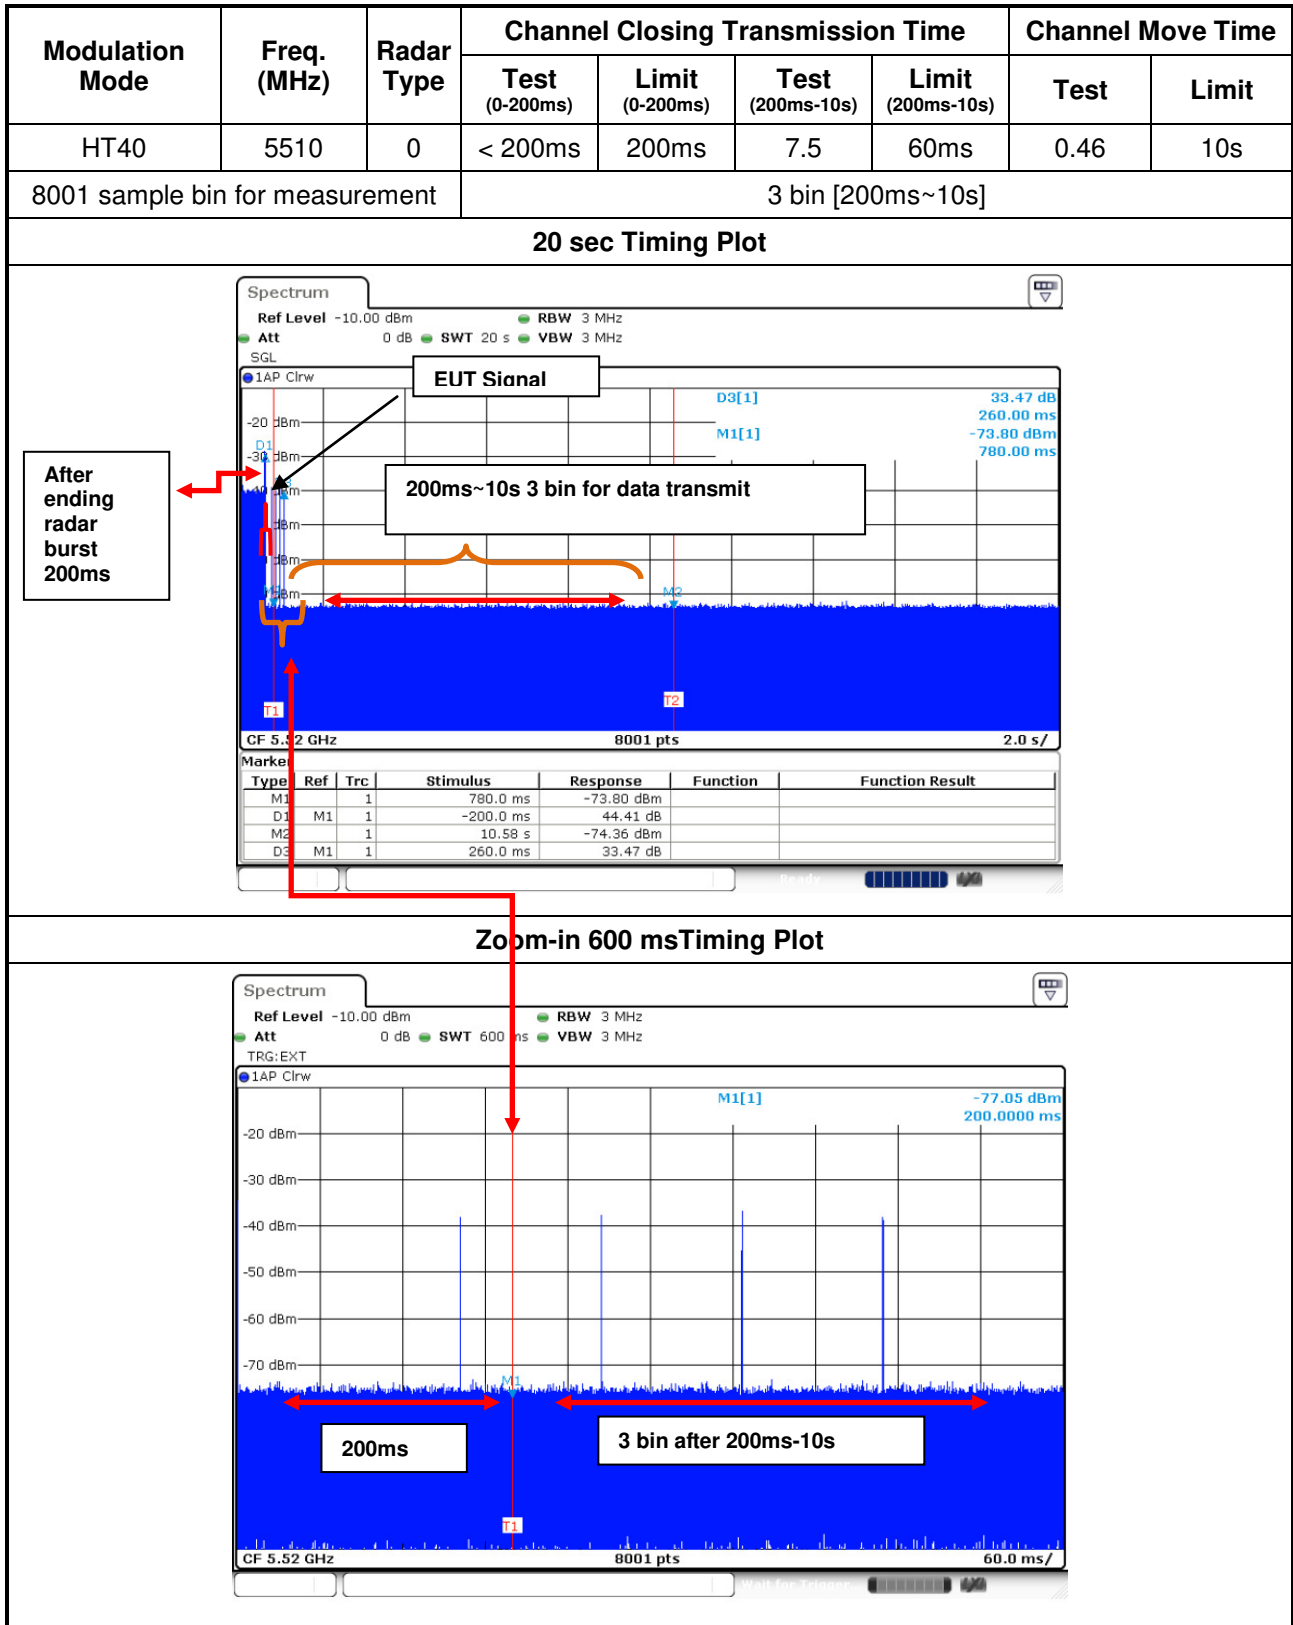 Modulation Mode
Freq. (MHz)
Radar Type
Channel Closing Transmission Time
Channel Move Time
Test (0-200ms)
Limit (0-200ms)
Test (200ms-10s)
Limit (200ms-10s)
Test
Limit
HT40 5510 0 < 200ms 200ms 7.5 60ms 0.46 10s
8001 sample bin for measurement 3 bin [200ms~10s]
20 sec Timing Plot
Spectrum
Ref Level -10.00 dBm RBW 3 MHz
Att 0 dB SWT 20 s VBW 3 MHz
SGL
1AP Clrw
EUT Signal
D3[1] 33.47 dB
260.00 ms
M1[1] -73.80 dBm
780.00 ms
-20 dBm
D1
-30 dBm
After ending radar burst 200ms
200ms~10s 3 bin for data transmit
M2
T1
T2
CF 5.52 GHz 8001 pts 2.0 s/
Marker
Type Ref Trc Stimulus Response Function Function Result
M1 1 780.0 ms -73.80 dBm
D1 M1 1 -200.0 ms 44.41 dB
M2 1 10.58 s -74.36 dBm
D3 M1 1 260.0 ms 33.47 dB
Ready
Zoom-in 600 msTiming Plot
Spectrum
Ref Level -10.00 dBm RBW 3 MHz
Att 0 dB SWT 600 ms VBW 3 MHz
TRG:EXT
1AP Clrw
M1[1] -77.05 dBm
200.0000 ms
-20 dBm
-30 dBm
-40 dBm
-50 dBm
-60 dBm
-70 dBm
M1
200ms
3 bin after 200ms-10s
T1
CF 5.52 GHz 8001 pts 60.0 ms/
Wait for Trigger